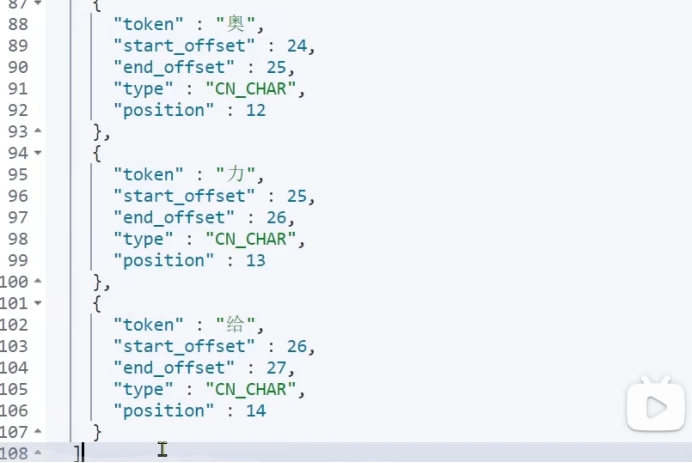 87 {
88 "token" : "奥",
89 "start_offset" : 24,
90 "end_offset" : 25,
91 "type" : "CN_CHAR",
92 "position" : 12
93 },
94 {
95 "token" : "力",
96 "start_offset" : 25,
97 "end_offset" : 26,
98 "type" : "CN_CHAR",
99 "position" : 13
100 },
101 {
102 "token" : "给",
103 "start_offset" : 26,
104 "end_offset" : 27,
105 "type" : "CN_CHAR",
106 "position" : 14
107 }
108 ]